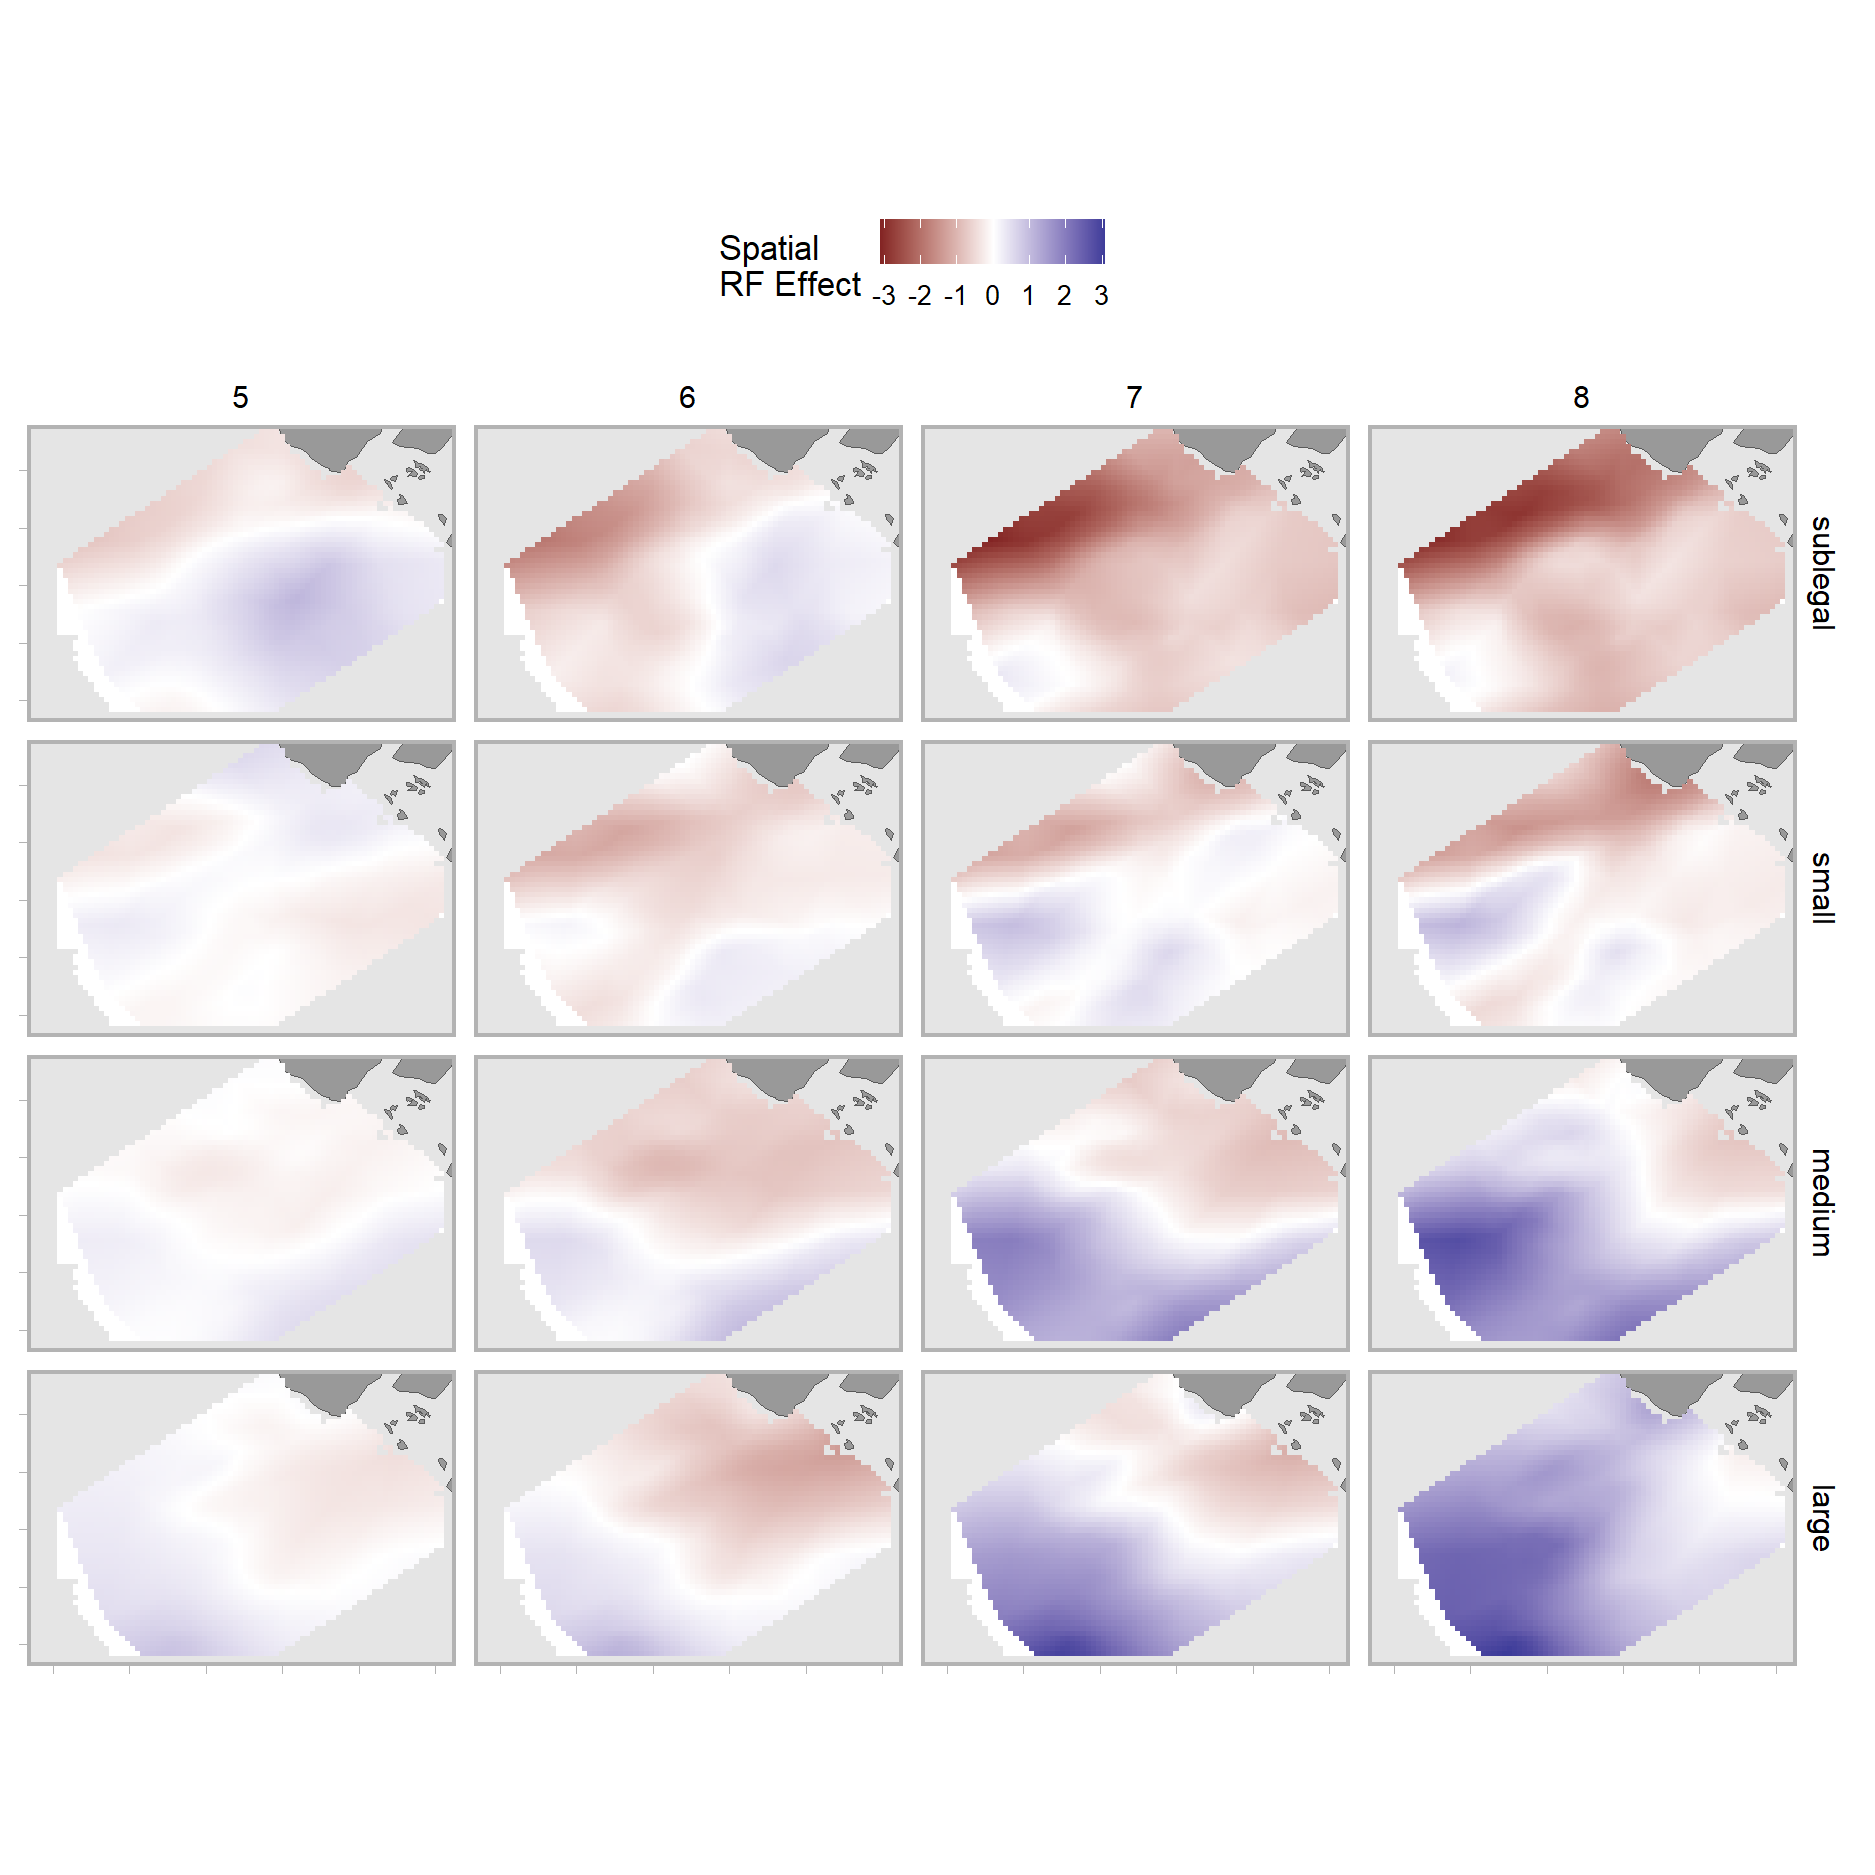 Spatial
RF Effect
-3 -2 -1 0 1 2 3
5 6 7 8
sublegal
small
medium
large